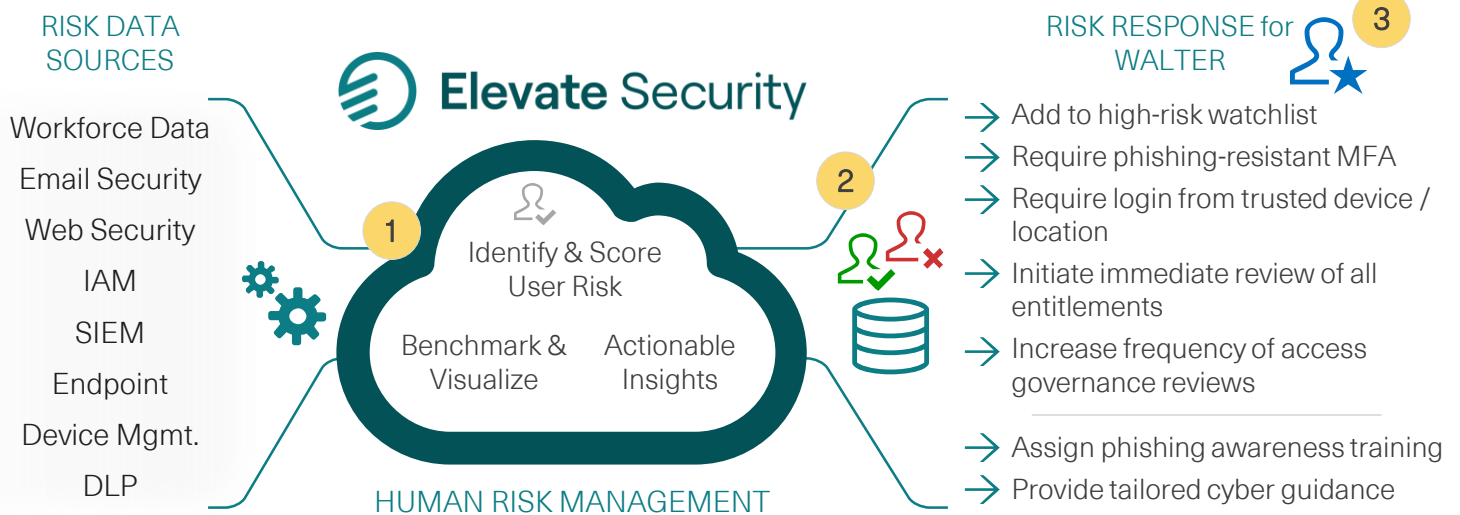 RISK DATA
SOURCES
Workforce Data
Email Security
Web Security
IAM
SIEM
Endpoint
Device Mgmt.
DLP
Elevate Security
1
Identify & Score
User Risk
Benchmark &
Visualize
Actionable
Insights
HUMAN RISK MANAGEMENT
2
RISK RESPONSE for
WALTER
3
Add to high-risk watchlist
Require phishing-resistant MFA
Require login from trusted device /
location
Initiate immediate review of all
entitlements
Increase frequency of access
governance reviews
Assign phishing awareness training
Provide tailored cyber guidance